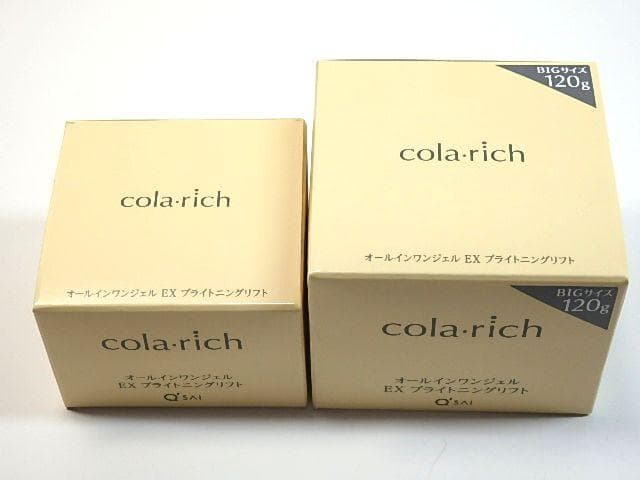 cola·rich
オールインワンジェル EX ブライトニングリフト
cola·rich
オールインワンジェル
EX ブライトニングリフト
Q'SAI
BIGサイズ
120g
cola·rich
オールインワンジェル EX ブライトニングリフト
BIGサイズ
120g
cola·rich
オールインワンジェル
EX ブライトニングリフト
Q'SAI